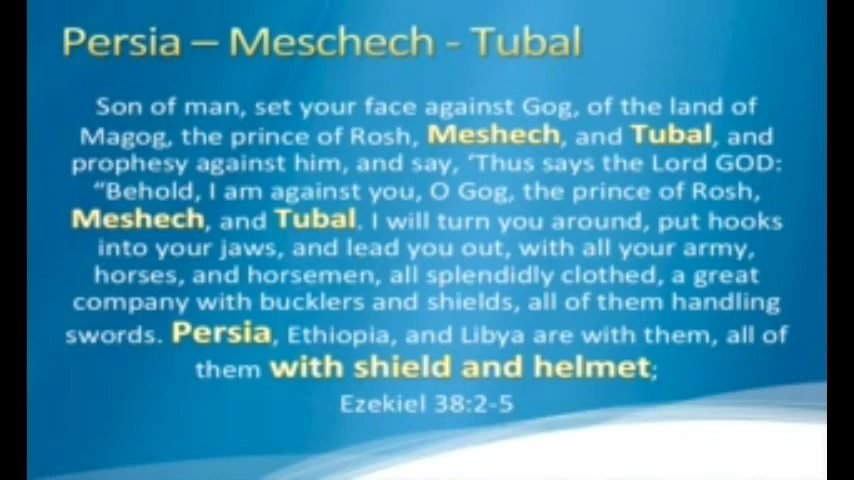 Persia – Meschech - Tubal
Son of man, set your face against Gog, of the land of
Magog, the prince of Rosh, Meshech, and Tubal, and
prophesy against him, and say, ‘Thus says the Lord GOD:
“Behold, I am against you, O Gog, the prince of Rosh,
Meshech, and Tubal. I will turn you around, put hooks
into your jaws, and lead you out, with all your army,
horses, and horsemen, all splendidly clothed, a great
company with bucklers and shields, all of them handling
swords. Persia, Ethiopia, and Libya are with them, all of
them with shield and helmet;
Ezekiel 38:2-5